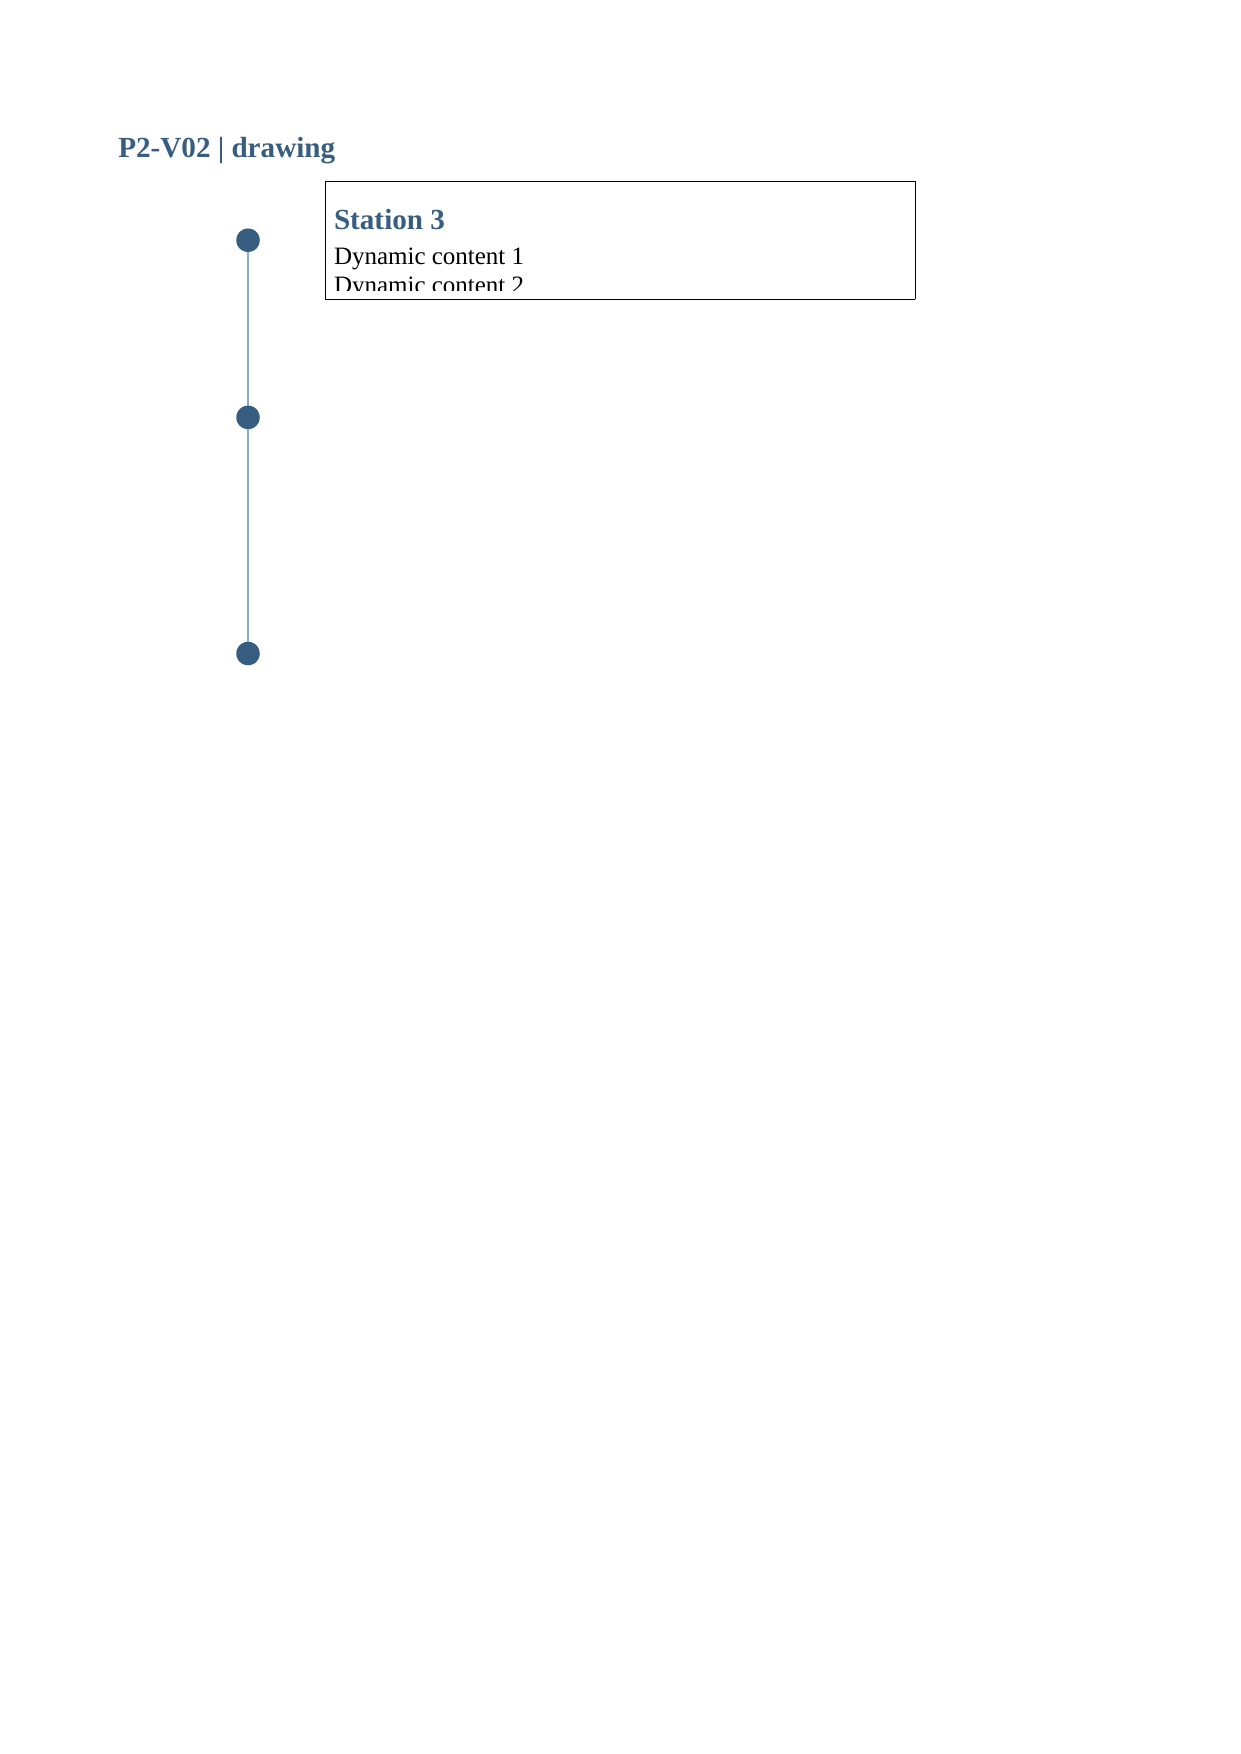 P2-V02 | drawing
Station 3
Dynamic content 1
Dynamic content 2